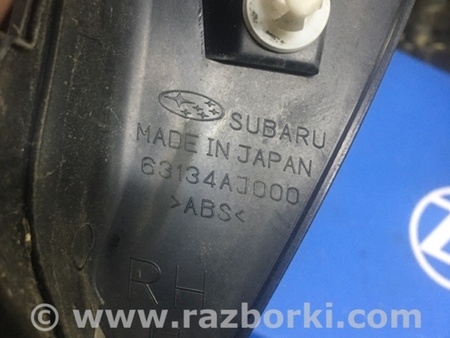 SUBARU
MADE IN JAPAN
63134AJ000
>ABS<
RH
© www.razborki.com